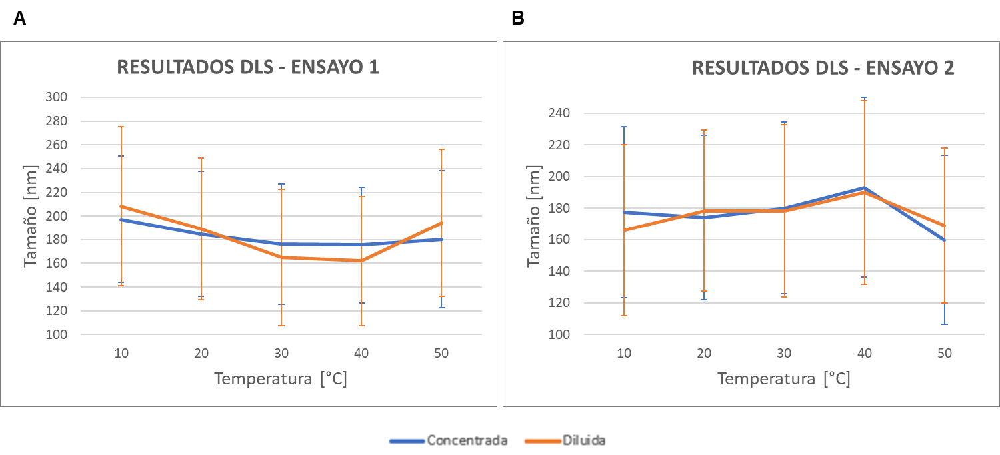 A
B
RESULTADOS DLS - ENSAYO 1
300
280
260
240
220
200
180
160
140
120
100
Tamaño [nm]
10 20 30 40 50
Temperatura [°C]
RESULTADOS DLS - ENSAYO 2
240
220
200
180
160
140
120
100
Tamaño [nm]
10 20 30 40 50
Temperatura [°C]
Concentrada Diluida